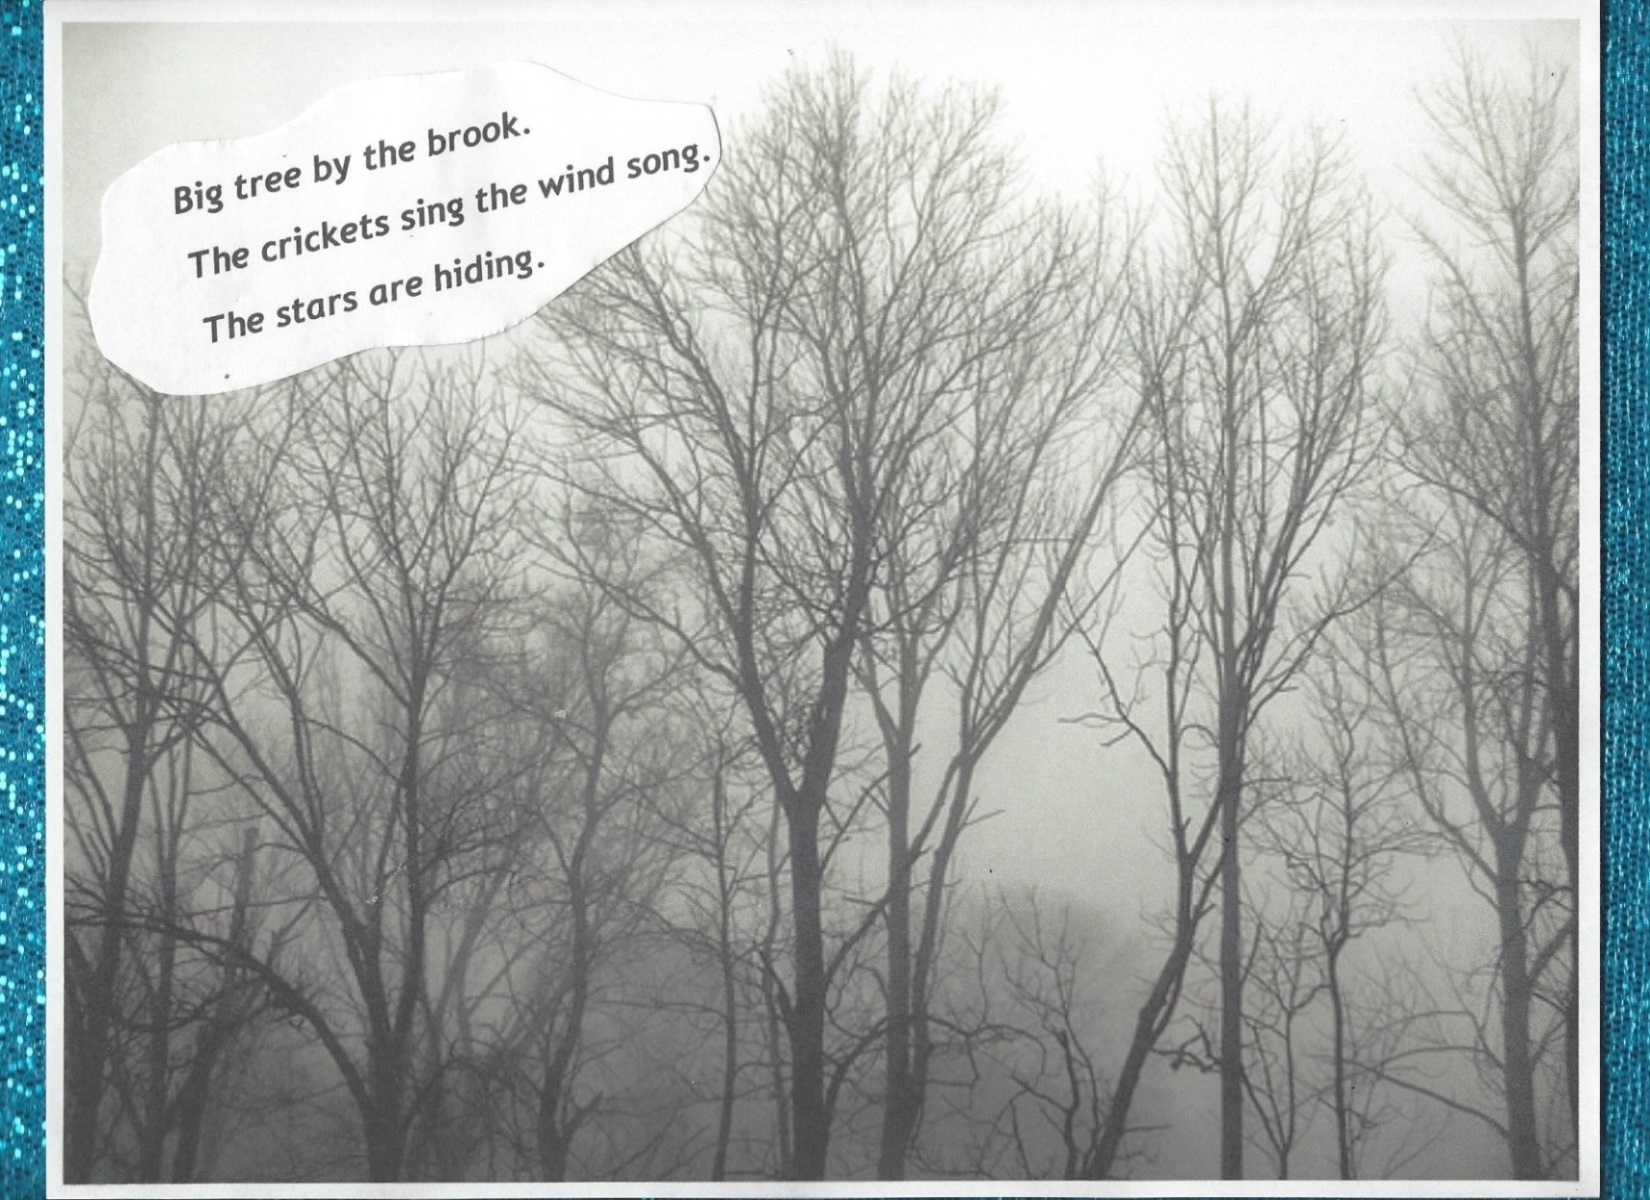 Big tree by the brook.
The crickets sing the wind song.
The stars are hiding.